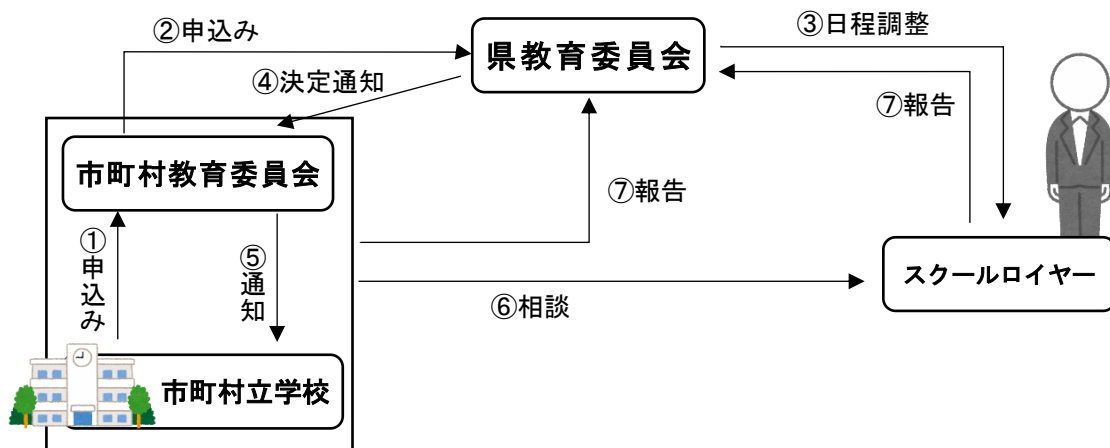 ②申込み
③日程調整
県教育委員会
④決定通知
⑦報告
市町村教育委員会
⑦報告
①申込み
⑤通知
スクールロイヤー
⑥相談
市町村立学校